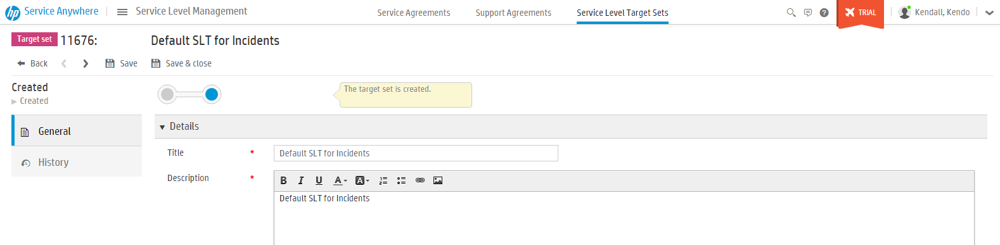 hp Service Anywhere Service Level Management Service Agreements Support Agreements Service Level Target Sets TRIAL Kendall, Kendo
Target set 11676: Default SLT for Incidents
Back Save Save & close
Created
Created
The target set is created.
General
Details
Title * Default SLT for Incidents
History
Description *
B I U A A
Default SLT for Incidents